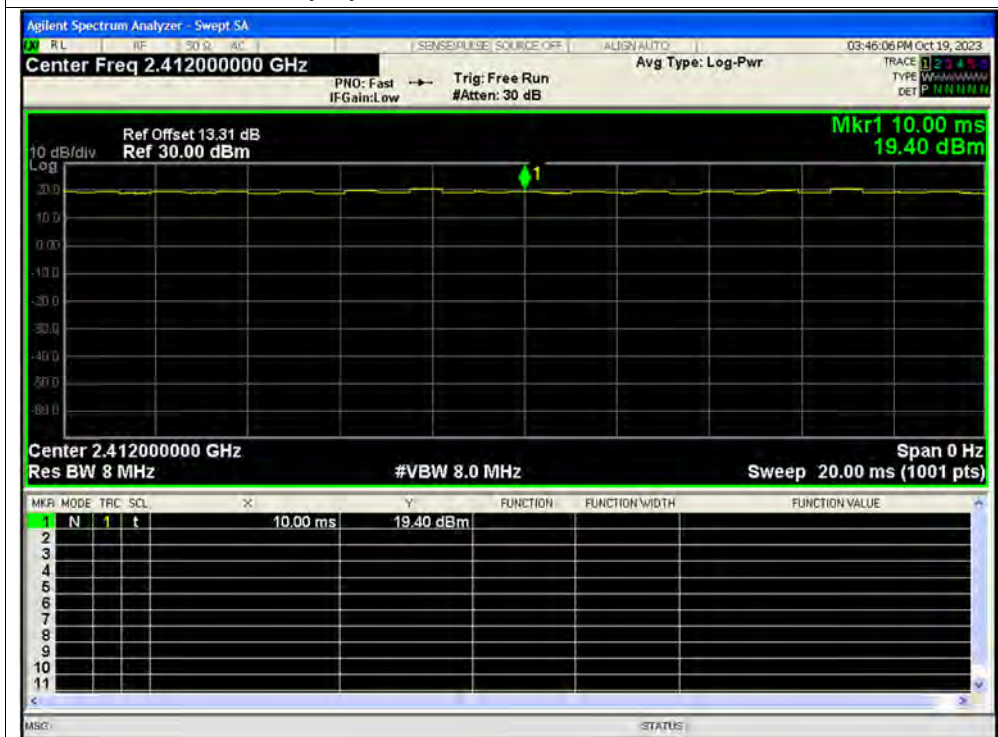 Agilent Spectrum Analyzer - Swept SA
RL RF 50 Ω AC SENSE:PULSE SOURCE OFF ALIGN AUTO 03:46:06 PM Oct 19, 2023
Center Freq 2.412000000 GHz Avg Type: Log-Pwr TRACE 1 2 3 4 5 6
PNO: Fast Trig: Free Run TYPE
IFGain:Low #Atten: 30 dB DET P N N N N N
Mkr1 10.00 ms
Ref Offset 13.31 dB
10 dB/div Ref 30.00 dBm 19.40 dBm
Log
1
20.0
10.0
0.00
-10.0
-20.0
-30.0
-40.0
-50.0
-60.0
Center 2.412000000 GHz Span 0 Hz
Res BW 8 MHz #VBW 8.0 MHz Sweep 20.00 ms (1001 pts)
MKR MODE TRC SCL X Y FUNCTION FUNCTION WIDTH FUNCTION VALUE
1 N 1 t 10.00 ms 19.40 dBm
2
3
4
5
6
7
8
9
10
11
MSG STATUS